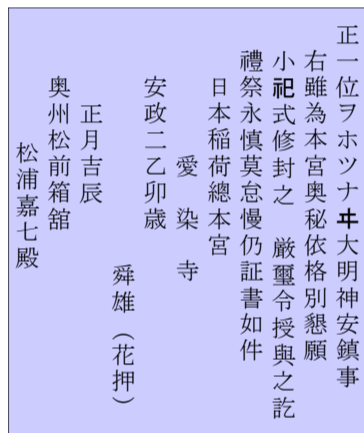 正一位ヲホツナヰ大明神安鎮事
右雖為本宮奥秘依格別懇願
小祀式修封之　厳璽令授與之訖
禮祭永慎莫怠慢仍証書如件
日本稲荷總本宮
愛染寺
安政二乙卯歳
舜雄（花押）
正月吉辰
奥州松前箱舘
松浦嘉七殿